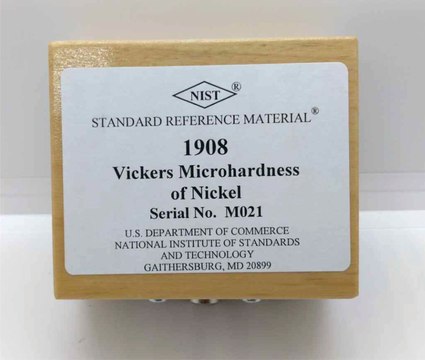 NIST®
STANDARD REFERENCE MATERIAL®
1908
Vickers Microhardness
of Nickel
Serial No. M021
U.S. DEPARTMENT OF COMMERCE
NATIONAL INSTITUTE OF STANDARDS
AND TECHNOLOGY
GAITHERSBURG, MD 20899